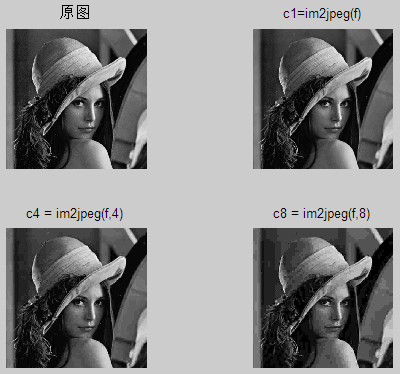 原图
c1=im2jpeg(f)
c4 = im2jpeg(f,4)
c8 = im2jpeg(f,8)